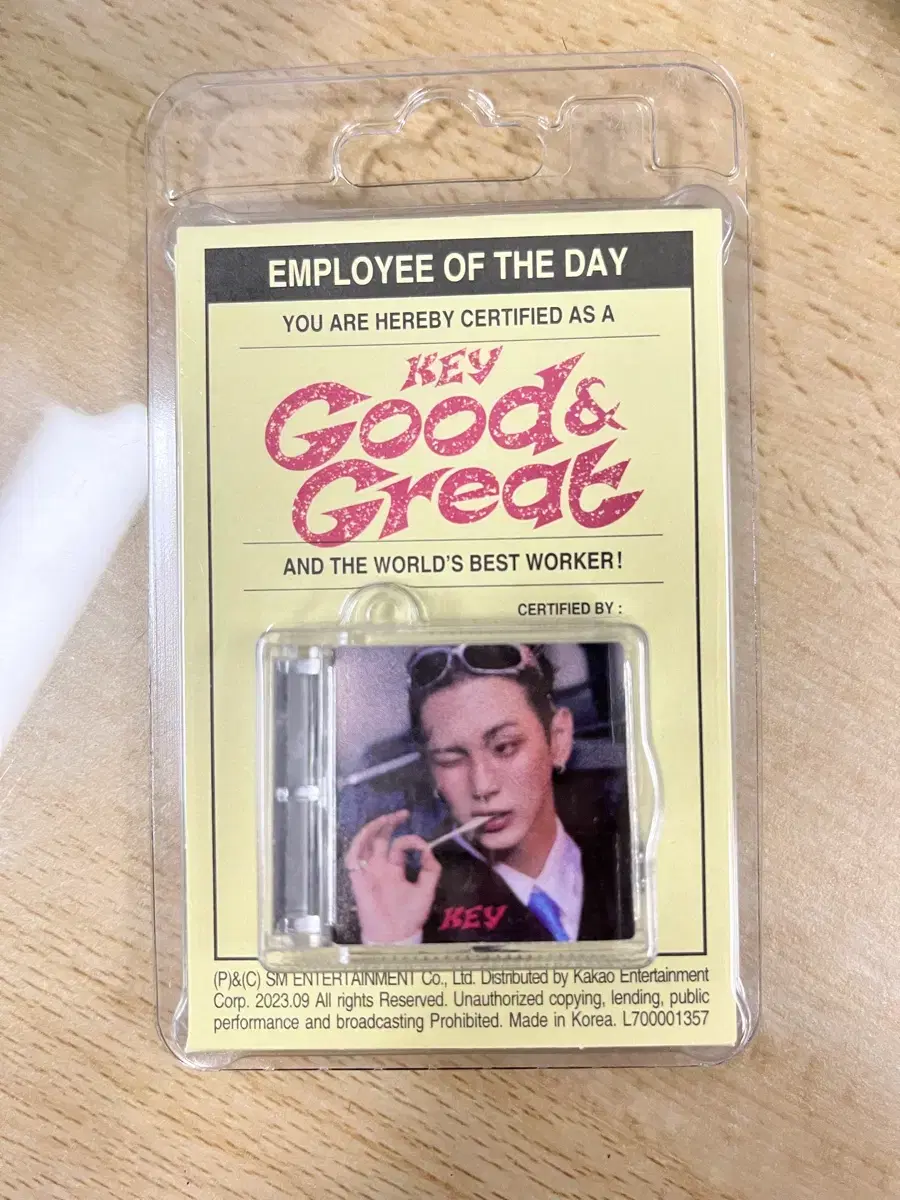 EMPLOYEE OF THE DAY
YOU ARE HEREBY CERTIFIED AS A
KEY
Good &
Great
AND THE WORLD'S BEST WORKER!
CERTIFIED BY :
KEY
(P)&(C) SM ENTERTAINMENT Co., Ltd. Distributed by Kakao Entertainment
Corp. 2023.09 All rights Reserved. Unauthorized copying, lending, public
performance and broadcasting Prohibited. Made in Korea. L700001357